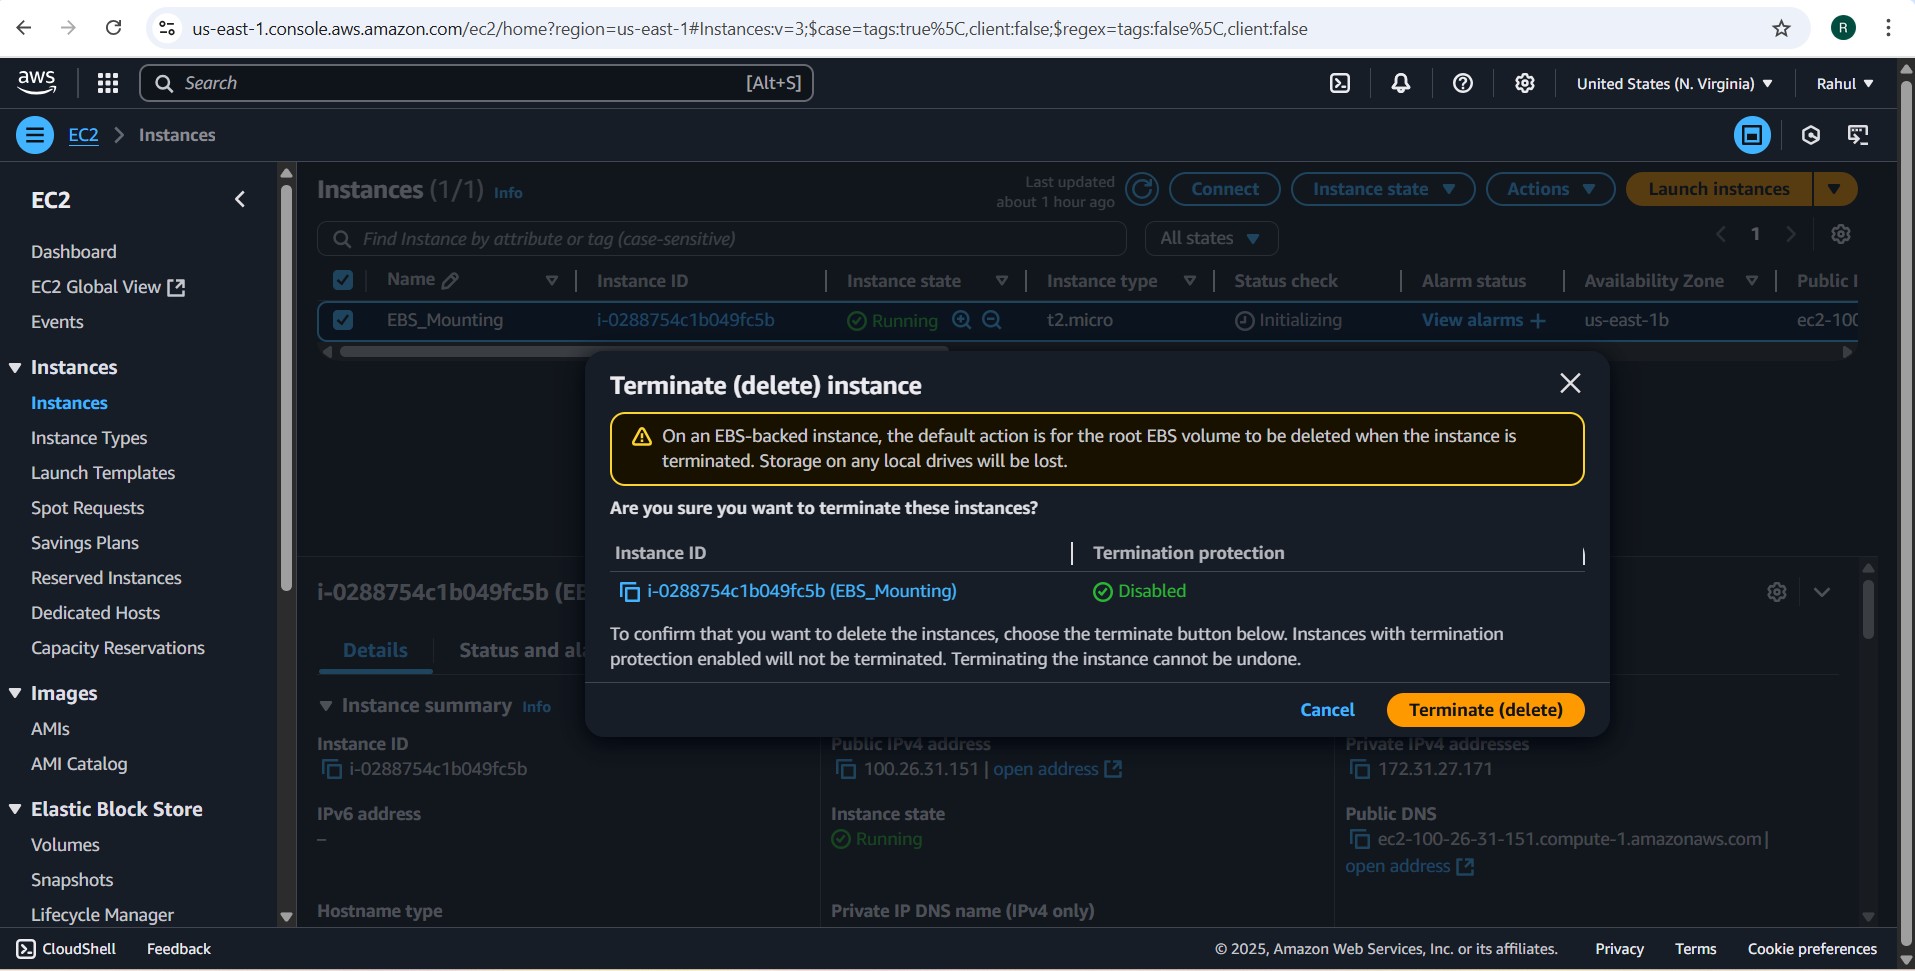 us-east-1.console.aws.amazon.com/ec2/home?region=us-east-1#Instances:v=3;$case=tags:true%5C,client:false;$regex=tags:false%5C,client:false
R
aws
Search
[Alt+S]
United States (N. Virginia)
Rahul
EC2
Instances
EC2
Dashboard
EC2 Global View
Events
Instances
Instances
Instance Types
Launch Templates
Spot Requests
Savings Plans
Reserved Instances
Dedicated Hosts
Capacity Reservations
Images
AMIs
AMI Catalog
Elastic Block Store
Volumes
Snapshots
Lifecycle Manager
Instances (1/1) Info
Last updated
about 1 hour ago
Connect
Instance state
Actions
Launch instances
Find Instance by attribute or tag (case-sensitive)
All states
1
Name
Instance ID
Instance state
Instance type
Status check
Alarm status
Availability Zone
Public I
EBS_Mounting
i-0288754c1b049fc5b
Running
t2.micro
Initializing
View alarms +
us-east-1b
ec2-100
Terminate (delete) instance
On an EBS-backed instance, the default action is for the root EBS volume to be deleted when the instance is
terminated. Storage on any local drives will be lost.
Are you sure you want to terminate these instances?
Instance ID
Termination protection
i-0288754c1b049fc5b (EBS_Mounting)
Disabled
To confirm that you want to delete the instances, choose the terminate button below. Instances with termination
protection enabled will not be terminated. Terminating the instance cannot be undone.
Cancel
Terminate (delete)
i-0288754c1b049fc5b (EB
Details
Status and ala
Instance summary Info
Instance ID
i-0288754c1b049fc5b
Public IPv4 address
100.26.31.151 | open address
Private IPv4 addresses
172.31.27.171
IPv6 address
–
Instance state
Running
Public DNS
ec2-100-26-31-151.compute-1.amazonaws.com |
open address
Hostname type
Private IP DNS name (IPv4 only)
CloudShell
Feedback
© 2025, Amazon Web Services, Inc. or its affiliates.
Privacy
Terms
Cookie preferences